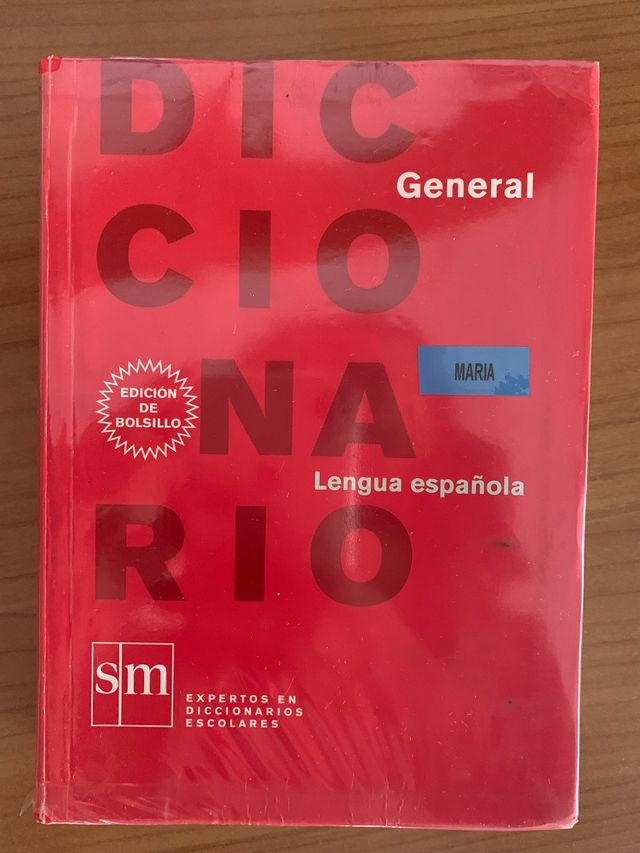 DIC
General
CIO
MARIA
EDICIÓN
DE
BOLSILLO
NA
Lengua española
RIO
sm
EXPERTOS EN
DICCIONARIOS
ESCOLARES